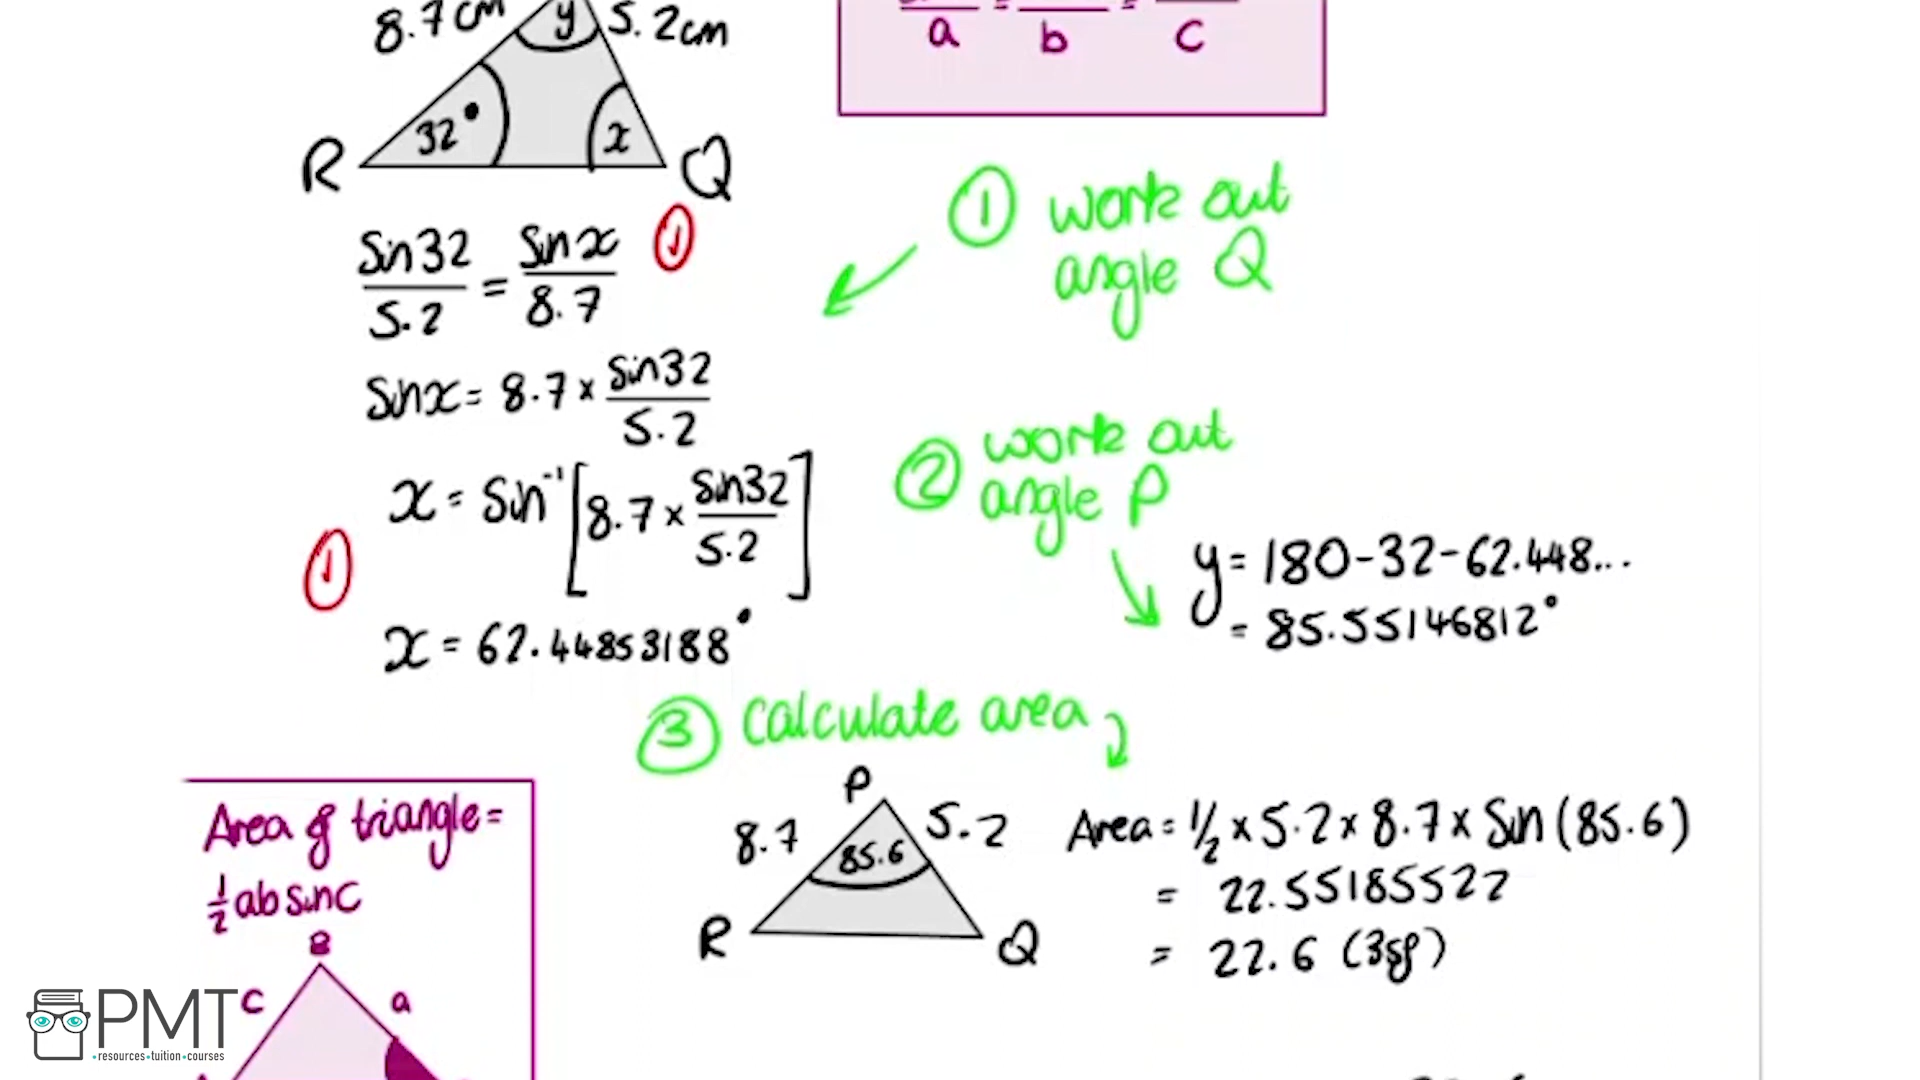 8.7cm
y
5.2cm
a = b = c
32°
x
R
Q
Sin32/5.2 = Sinx/8.7
①
① work out
angle Q
Sinx = 8.7 × Sin32/5.2
x = Sin⁻¹[8.7 × Sin32/5.2]
①
x = 62.44853188°
② work out
angle P
y = 180-32-62.448...
= 85.55146812°
③ Calculate area
P
8.7
5.2
85.6
R
Q
Area = 1/2 × 5.2 × 8.7 × Sin(85.6)
= 22.55185522
= 22.6 (3sf)
Area of triangle =
1/2 ab sinC
B
c
a
PMT
•resources•tuition•courses